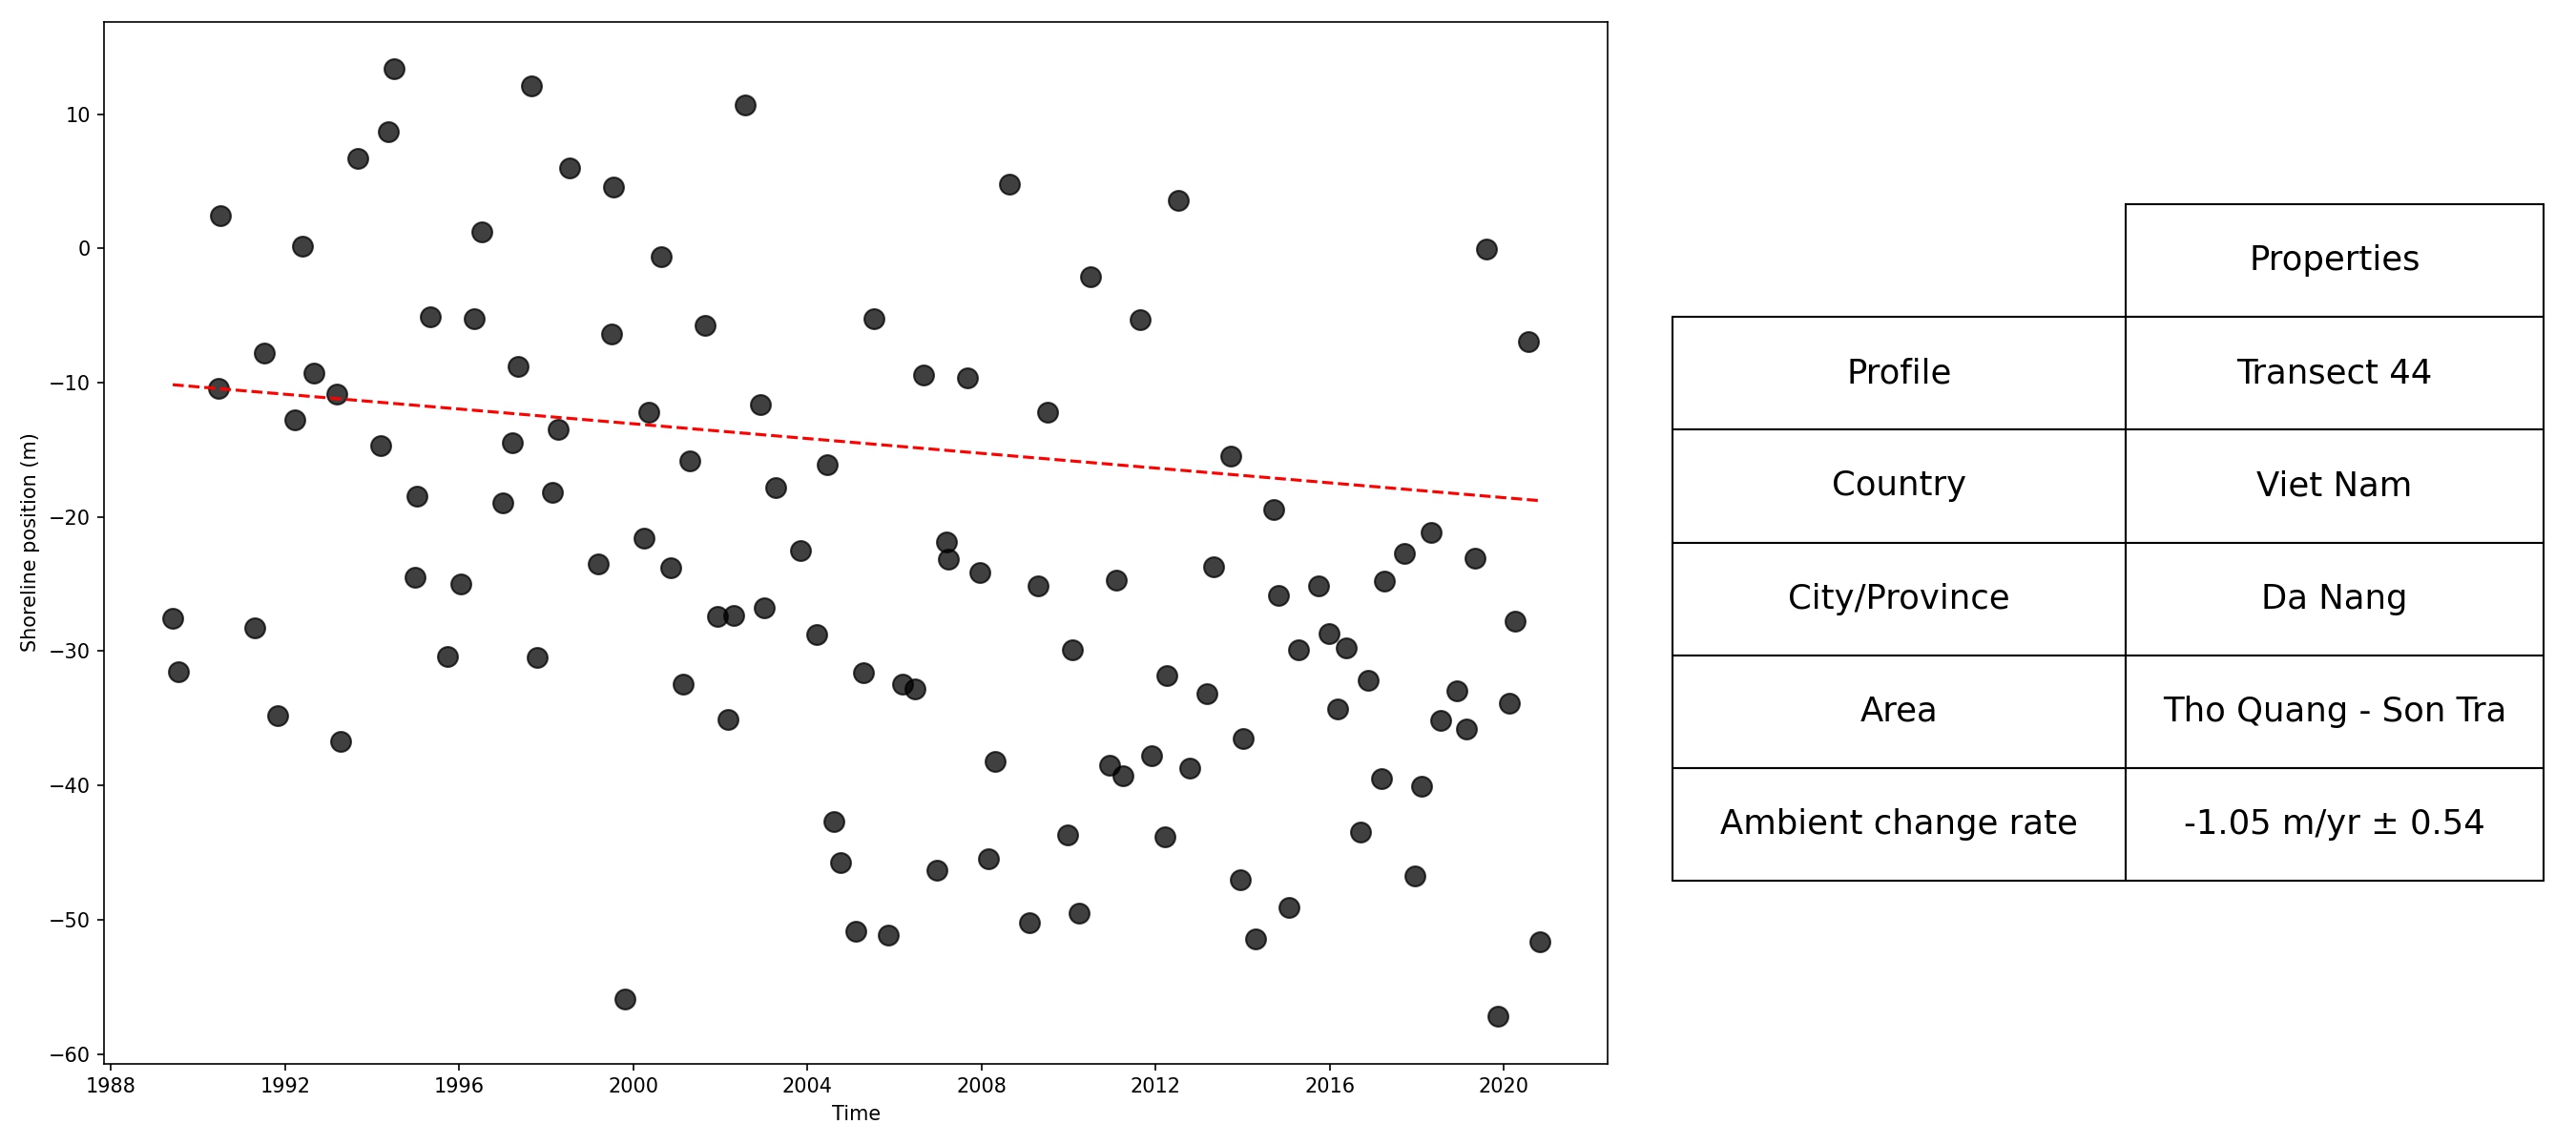 10
0
−10
−20
−30
−40
−50
−60
Shoreline position (m)
1988 1992 1996 2000 2004 2008 2012 2016 2020
Time
Properties
Profile Transect 44
Country Viet Nam
City/Province Da Nang
Area Tho Quang - Son Tra
Ambient change rate -1.05 m/yr ± 0.54